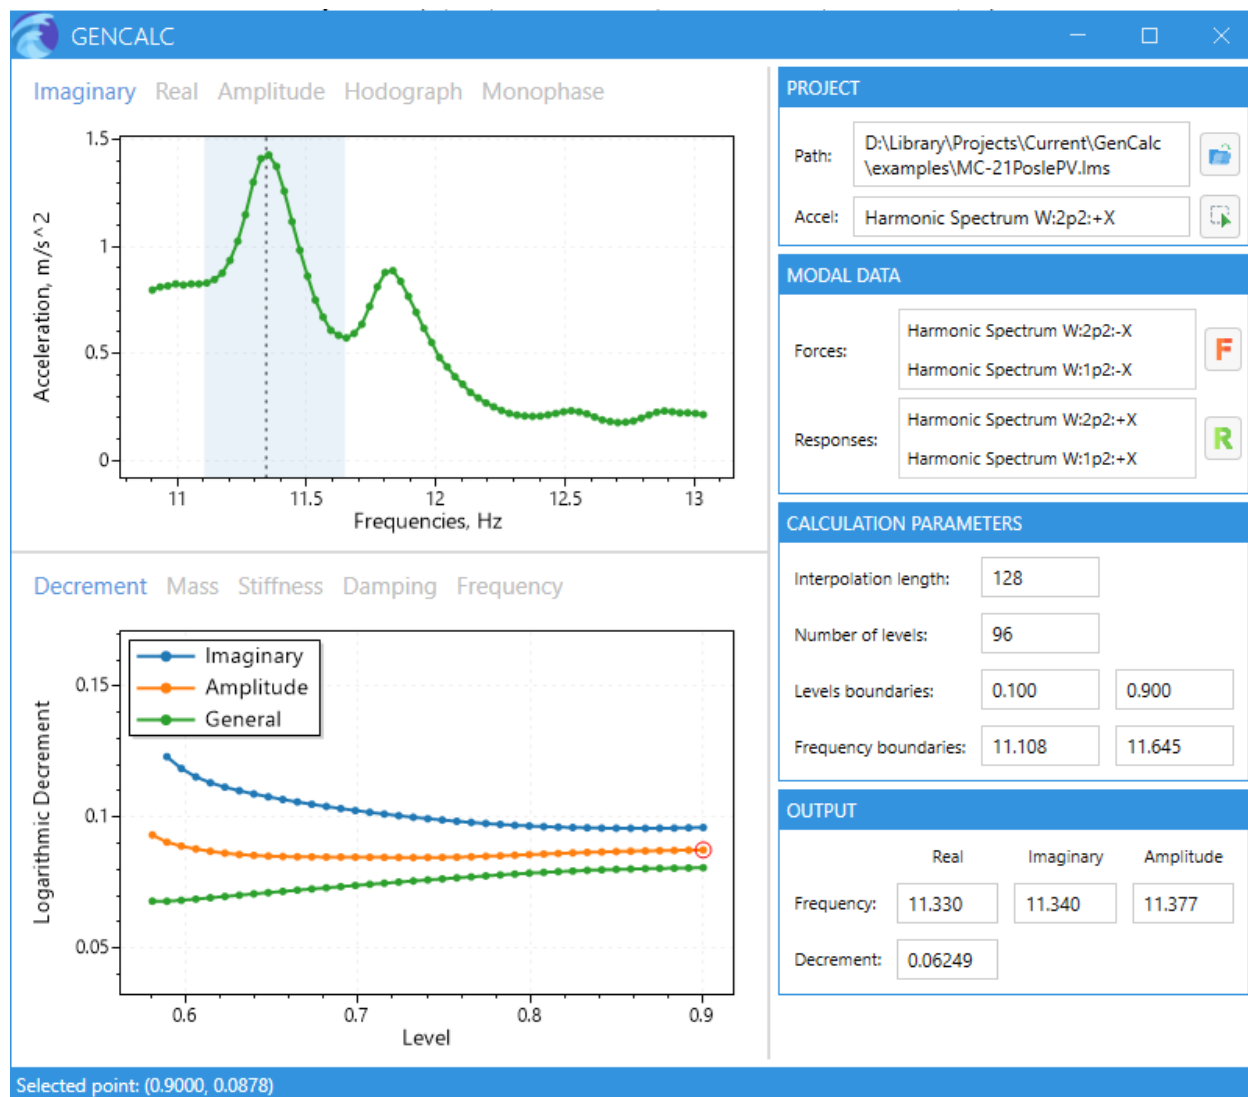 GENCALC
Imaginary Real Amplitude Hodograph Monophase
1.5
1
0.5
0
Acceleration, m/s^2
11 11.5 12 12.5 13
Frequencies, Hz
Decrement Mass Stiffness Damping Frequency
Imaginary
Amplitude
General
0.15
0.1
0.05
Logarithmic Decrement
0.6 0.7 0.8 0.9
Level
PROJECT
Path: D:\Library\Projects\Current\GenCalc
\examples\MC-21PoslePV.lms
Accel: Harmonic Spectrum W:2p2:+X
MODAL DATA
Forces:
Harmonic Spectrum W:2p2:-X
Harmonic Spectrum W:1p2:-X
F
Responses:
Harmonic Spectrum W:2p2:+X
Harmonic Spectrum W:1p2:+X
R
CALCULATION PARAMETERS
Interpolation length: 128
Number of levels: 96
Levels boundaries: 0.100 0.900
Frequency boundaries: 11.108 11.645
OUTPUT
Real Imaginary Amplitude
Frequency: 11.330 11.340 11.377
Decrement: 0.06249
Selected point: (0.9000, 0.0878)